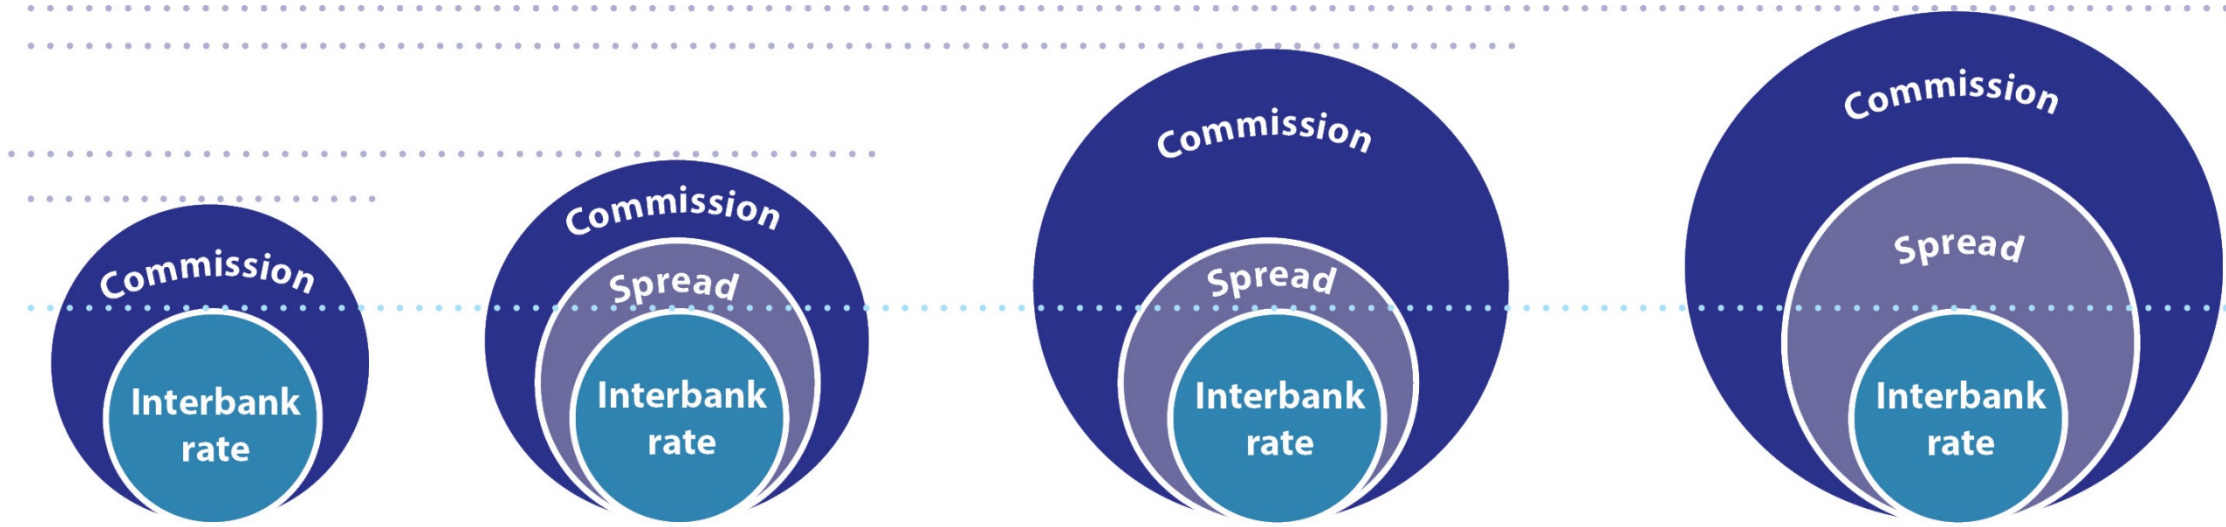 Commission
Interbank
rate
Commission
Spread
Interbank
rate
Commission
Spread
Interbank
rate
Commission
Spread
Interbank
rate